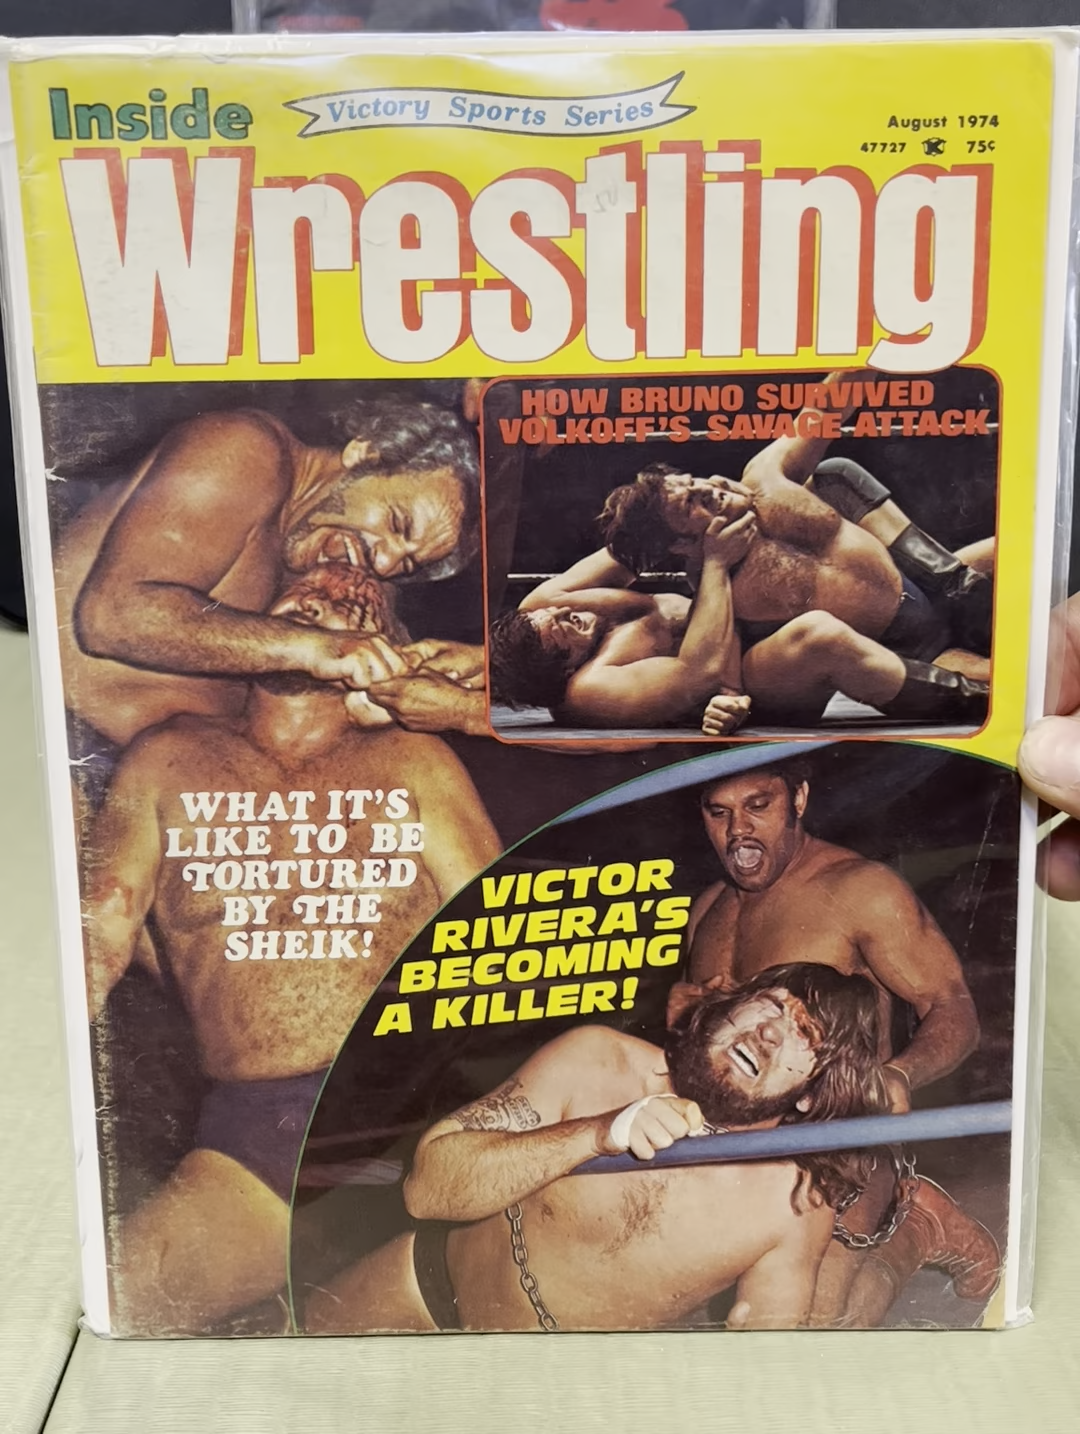 Inside
Victory Sports Series
August 1974
47727 75¢
Wrestling
HOW BRUNO SURVIVED
VOLKOFF'S SAVAGE ATTACK
WHAT IT'S
LIKE TO BE
TORTURED
BY THE
SHEIK!
VICTOR
RIVERA'S
BECOMING
A KILLER!